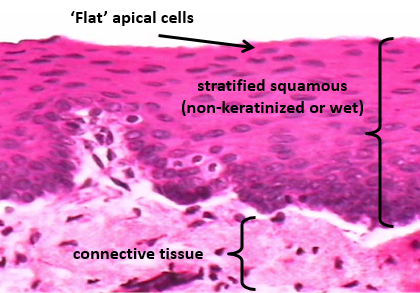 ‘Flat’ apical cells
stratified squamous
(non-keratinized or wet)
connective tissue